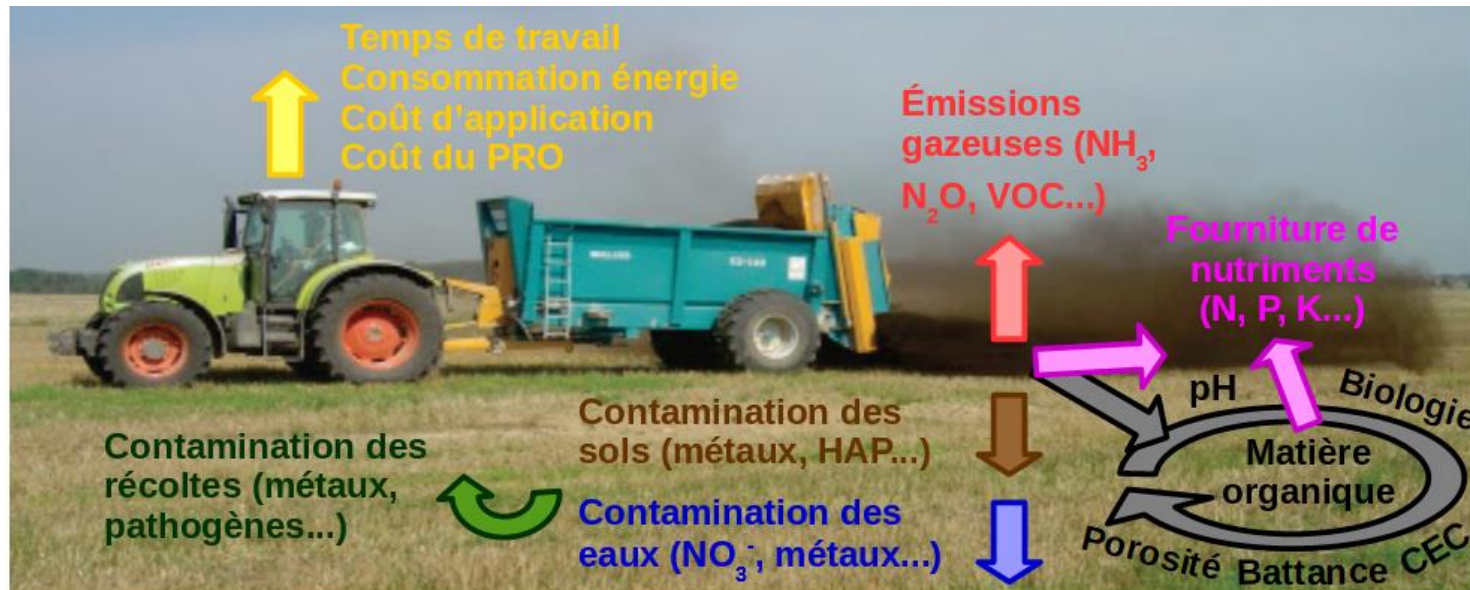 Temps de travail
Consommation énergie
Coût d'application
Coût du PRO
Émissions
gazeuses (NH₃,
N₂O, VOC...)
Fourniture de
nutriments
(N, P, K...)
pH
Biologie
Matière
organique
CEC
Battance
Porosité
Contamination des
sols (métaux, HAP...)
Contamination des
eaux (NO₃⁻, métaux...)
Contamination des
récoltes (métaux,
pathogènes...)